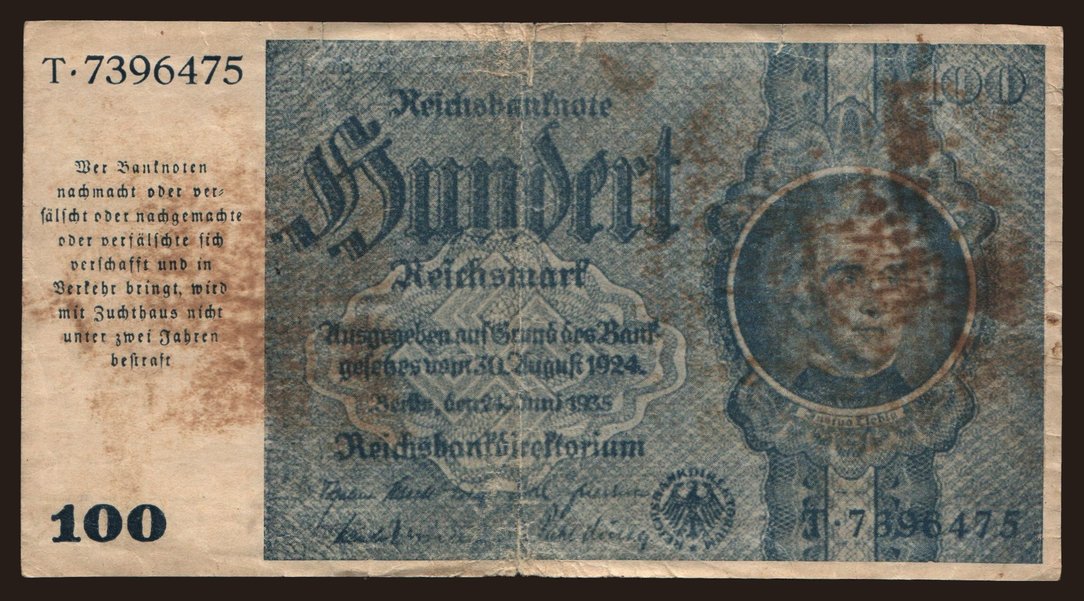 T·7396475
Wer Banknoten
nachmacht oder ver-
fälscht oder nachgemachte
oder verfälschte sich
verschafft und in
Verkehr bringt, wird
mit Zuchthaus nicht
unter zwei Jahren
bestraft
100
Reichsbanknote
Hundert
Reichsmark
Ausgegeben auf Grund des Bank-
gesetzes vom 30. August 1924.
Berlin, den 24. Juni 1935
Reichsbankdirektorium
100
REICHSBANKDIREKTORIUM
T·7396475